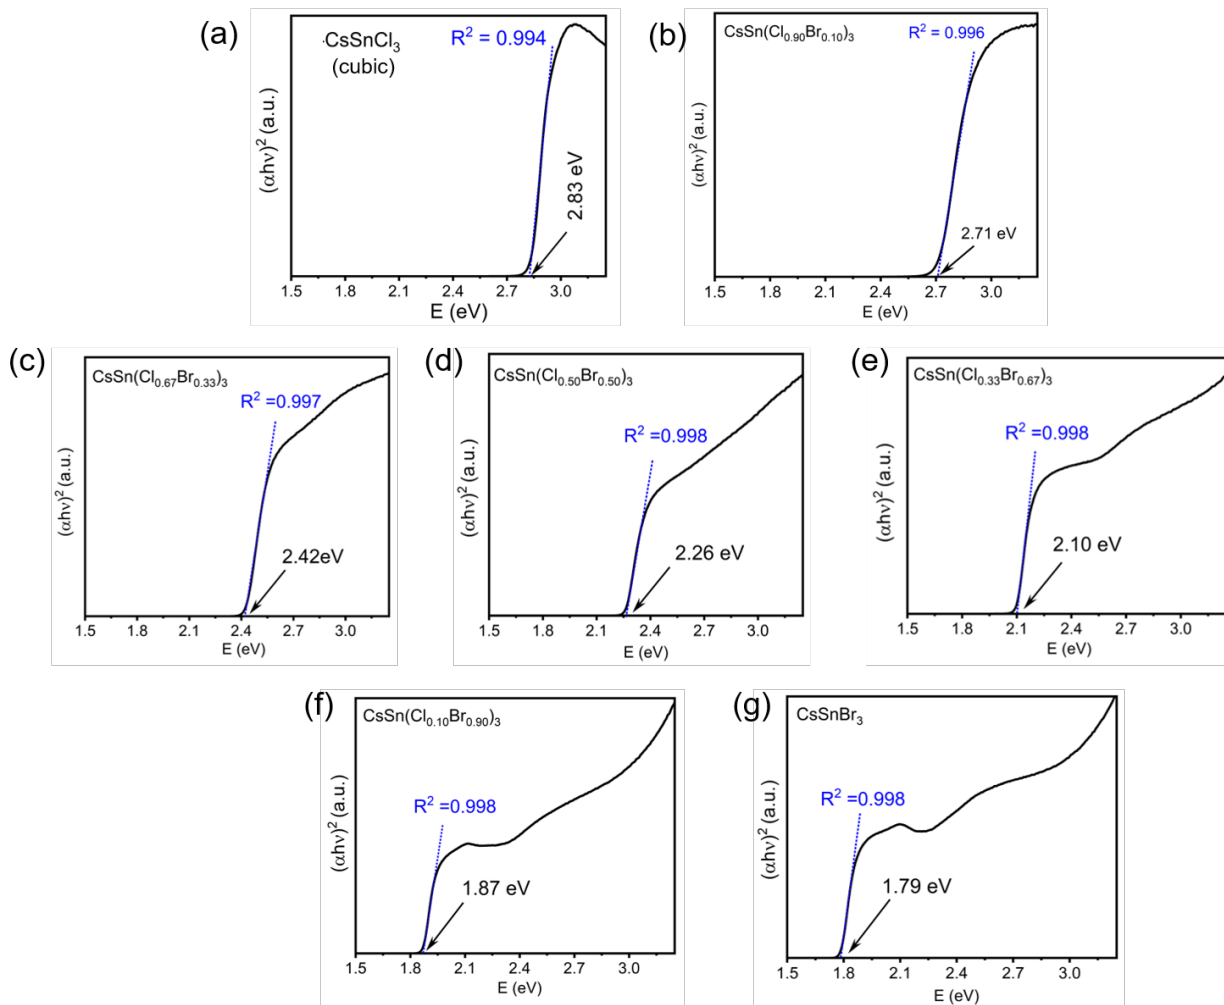 (a)
·CsSnCl₃
(cubic)
R² = 0.994
2.83 eV
(αhν)² (a.u.)
1.5 1.8 2.1 2.4 2.7 3.0
E (eV)
(b)
CsSn(Cl₀.₉₀Br₀.₁₀)₃
R² = 0.996
2.71 eV
(αhν)² (a.u.)
1.5 1.8 2.1 2.4 2.7 3.0
E (eV)
(c)
CsSn(Cl₀.₆₇Br₀.₃₃)₃
R² =0.997
2.42eV
(αhν)² (a.u.)
1.5 1.8 2.1 2.4 2.7 3.0
E (eV)
(d)
CsSn(Cl₀.₅₀Br₀.₅₀)₃
R² =0.998
2.26 eV
(αhν)² (a.u.)
1.5 1.8 2.1 2.4 2.7 3.0
E (eV)
(e)
CsSn(Cl₀.₃₃Br₀.₆₇)₃
R² =0.998
2.10 eV
(αhν)² (a.u.)
1.5 1.8 2.1 2.4 2.7 3.0
E (eV)
(f)
CsSn(Cl₀.₁₀Br₀.₉₀)₃
R² =0.998
1.87 eV
(αhν)² (a.u.)
1.5 1.8 2.1 2.4 2.7 3.0
E (eV)
(g)
CsSnBr₃
R² =0.998
1.79 eV
(αhν)² (a.u.)
1.5 1.8 2.1 2.4 2.7 3.0
E (eV)